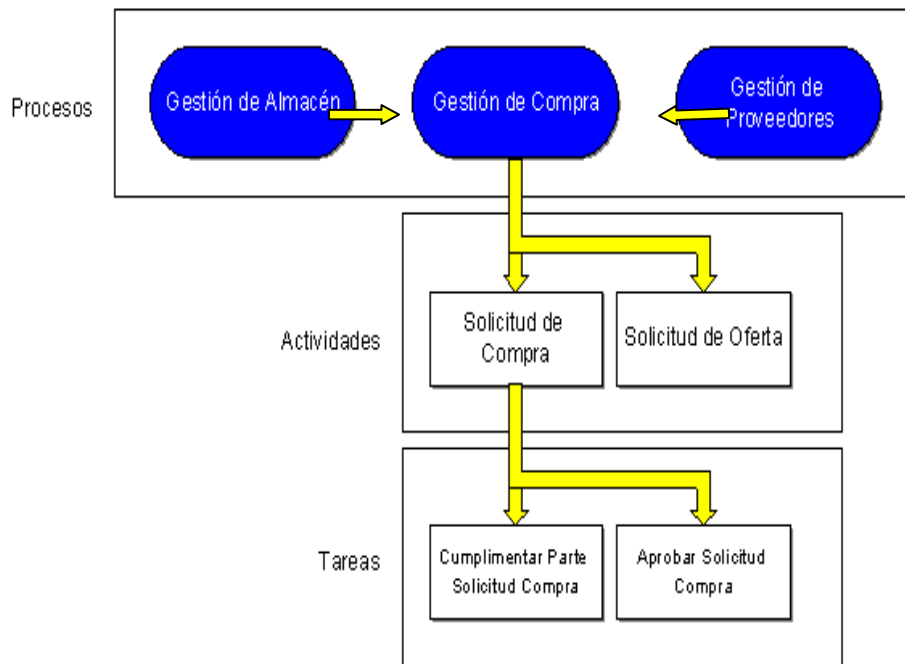 Procesos
Gestión de Almacén
Gestión de Compra
Gestión de
Proveedores
Actividades
Solicitud de
Compra
Solicitud de Oferta
Tareas
Cumplimentar Parte
Solicitud Compra
Aprobar Solicitud
Compra